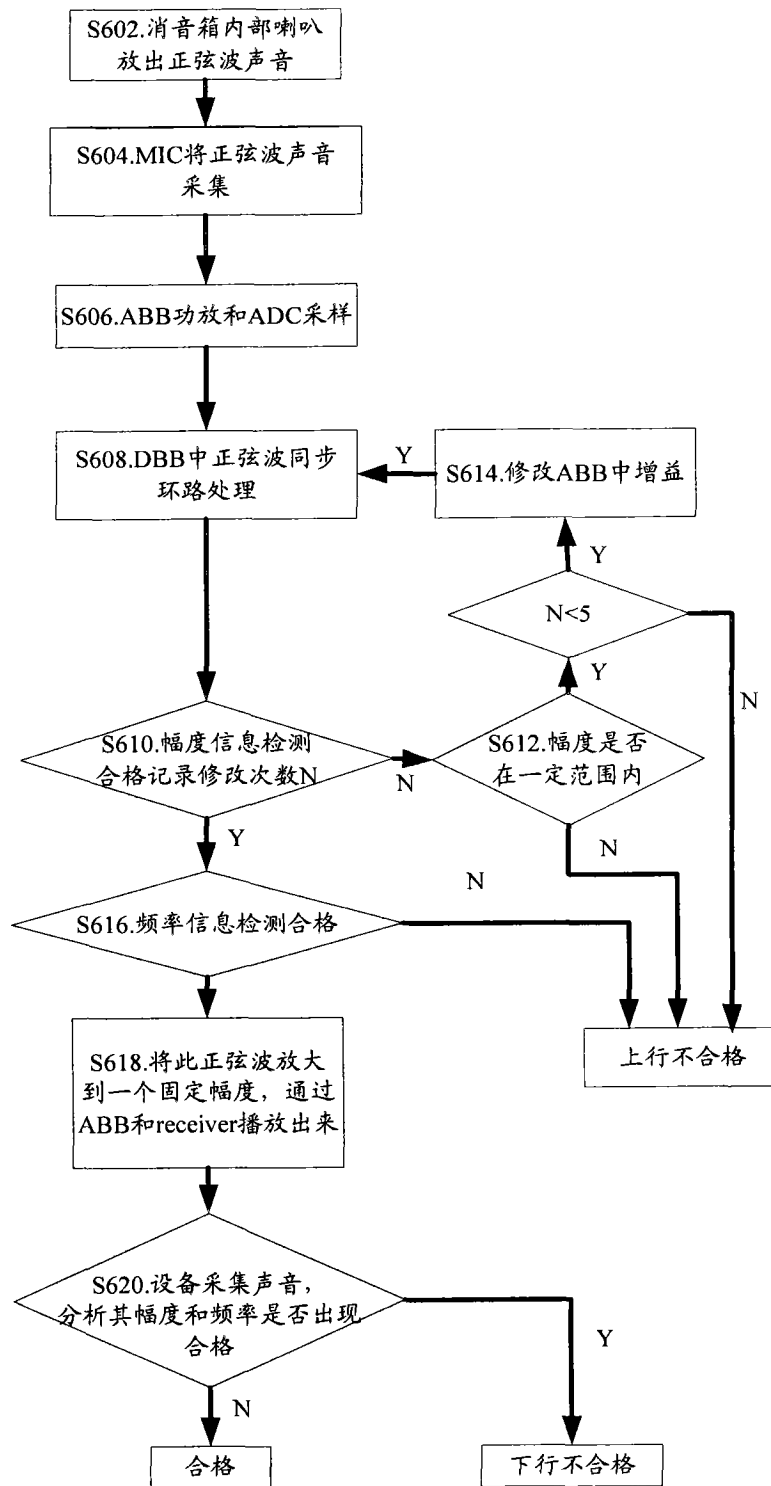 S602.消音箱内部喇叭
放出正弦波声音
S604.MIC将正弦波声音
采集
S606.ABB功放和ADC采样
S608.DBB中正弦波同步
环路处理
Y
S614.修改ABB中增益
Y
N<5
Y
N
S610.幅度信息检测
合格记录修改次数N
N
S612.幅度是否
在一定范围内
Y
N
N
S616.频率信息检测合格
S618.将此正弦波放大
到一个固定幅度，通过
ABB和receiver播放出来
上行不合格
S620.设备采集声音，
分析其幅度和频率是否出现
合格
Y
N
合格
下行不合格